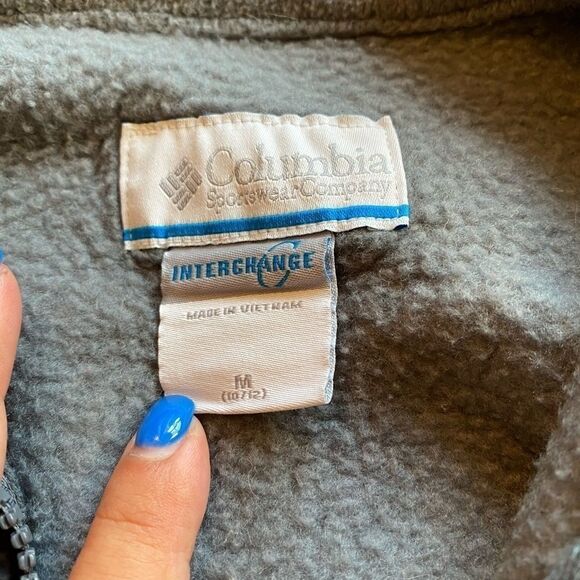 Columbia
Sportswear Company
INTERCHANGE
MADE IN VIETNAM
M
(10/12)